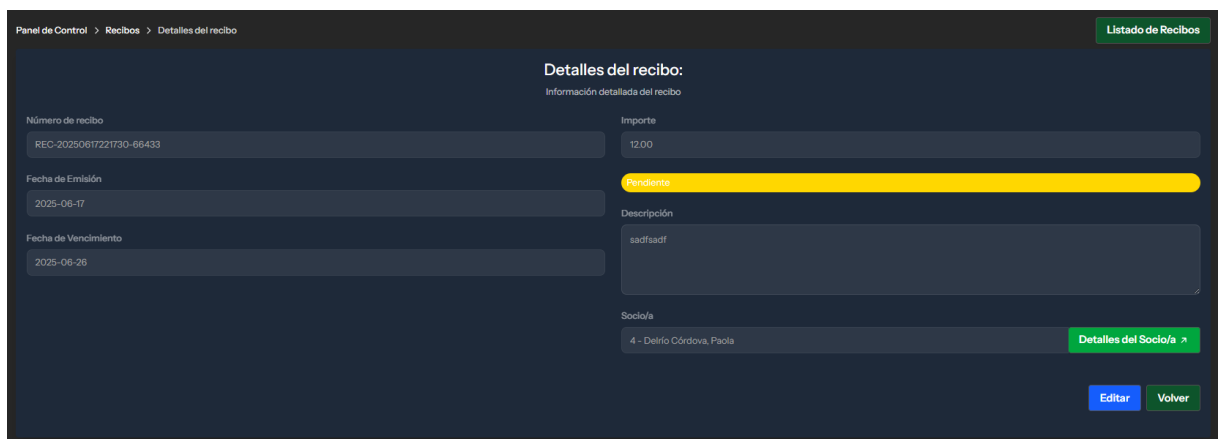 Panel de Control > Recibos > Detalles del recibo
Listado de Recibos
Detalles del recibo:
Información detallada del recibo
Número de recibo
REC-20250617221730-66433
Fecha de Emisión
2025-06-17
Fecha de Vencimiento
2025-06-26
Importe
12.00
Pendiente
Descripción
sadfsadf
Socio/a
4 - Delrío Córdova, Paola
Detalles del Socio/a ↗
Editar
Volver